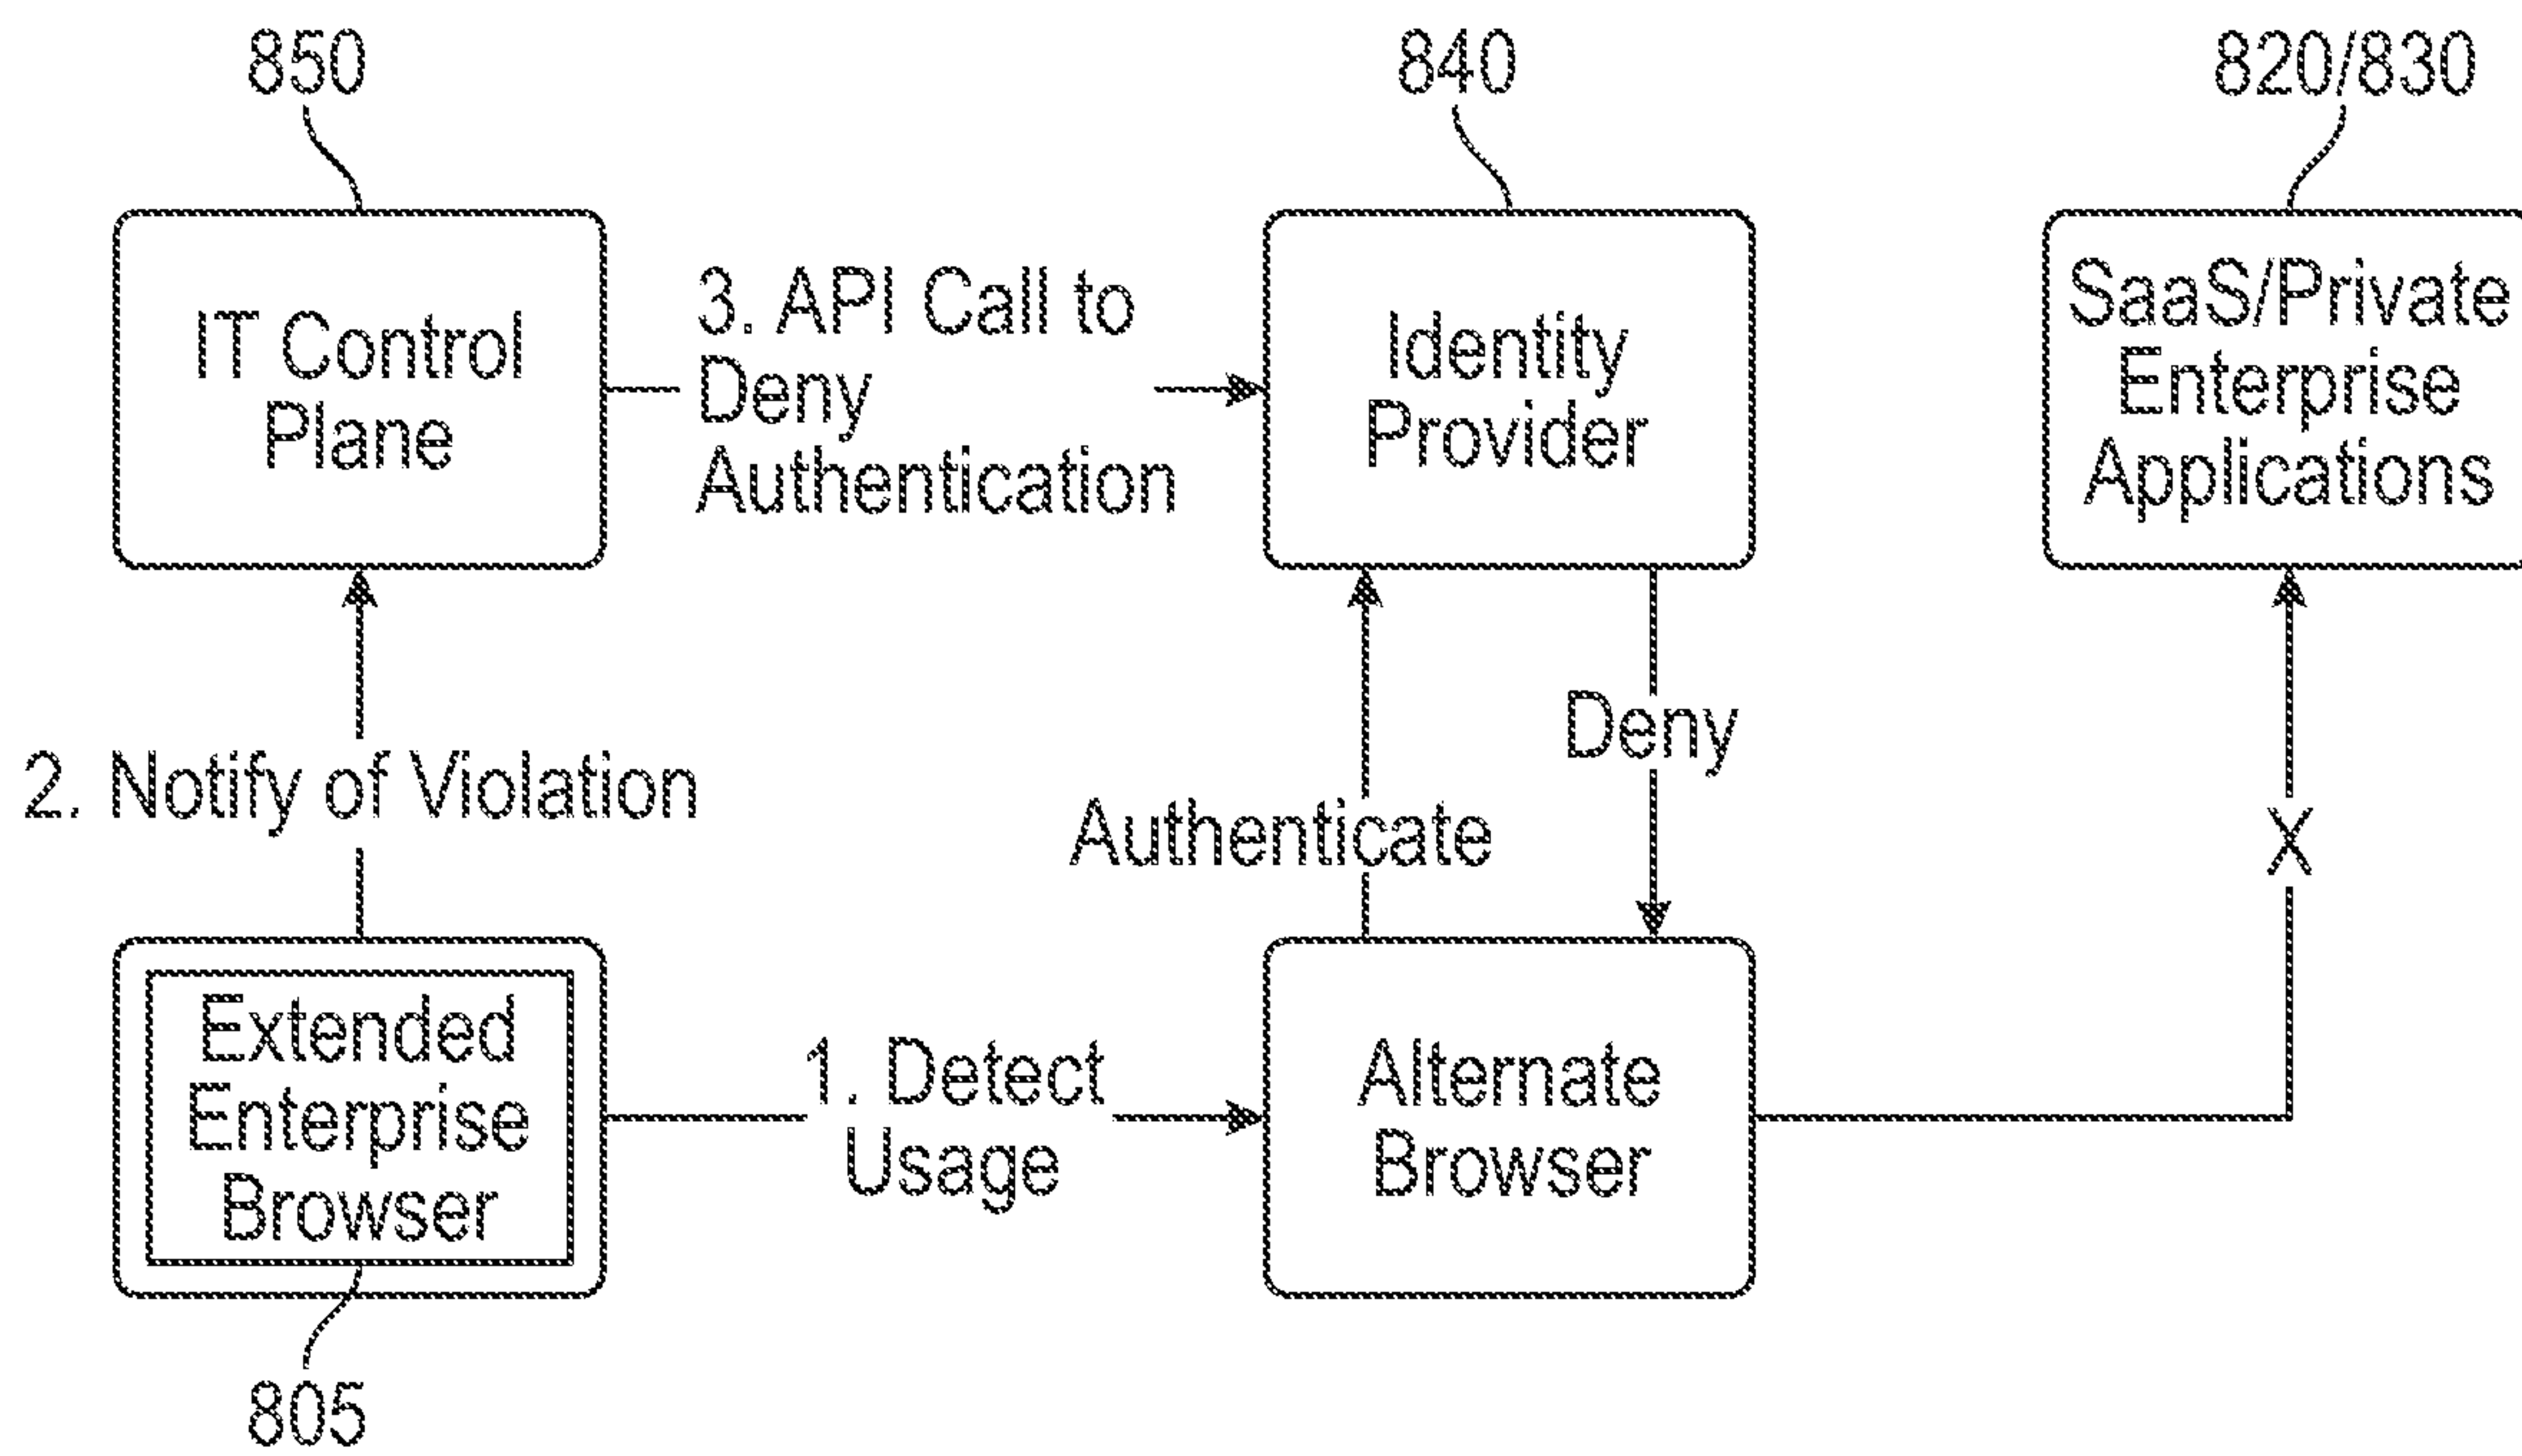 850
840
820/830
IT Control
Plane
3. API Call to
Deny
Authentication
Identity
Provider
SaaS/Private
Enterprise
Applications
2. Notify of Violation
Authenticate
Deny
X
Extended
Enterprise
Browser
1. Detect
Usage
Alternate
Browser
805